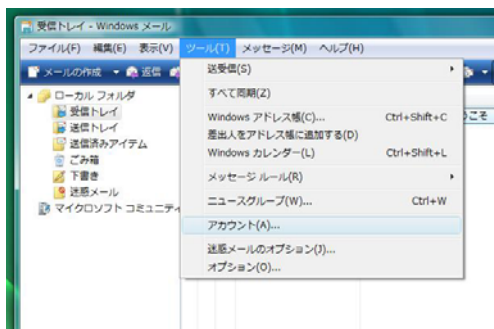 受信トレイ - Windows メール
ファイル(F) 編集(E) 表示(V) ツール(T) メッセージ(M) ヘルプ(H)
メールの作成 返信
ローカル フォルダ
受信トレイ
送信トレイ
送信済みアイテム
ごみ箱
下書き
迷惑メール
マイクロソフト コミュニティ
送受信(S)
すべて同期(Z)
Windows アドレス帳(C)... Ctrl+Shift+C
差出人をアドレス帳に追加する(D)
Windows カレンダー(L) Ctrl+Shift+L
メッセージ ルール(R)
ニュースグループ(W)... Ctrl+W
アカウント(A)...
迷惑メールのオプション(J)...
オプション(O)...
うこそ